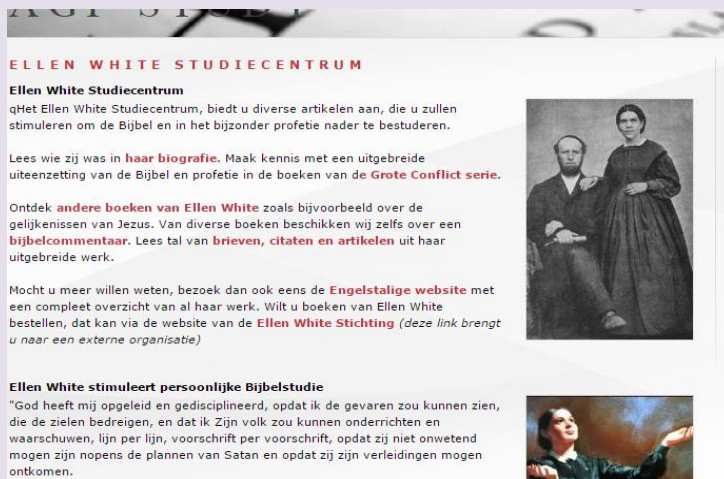 ELLEN WHITE STUDIECENTRUM
Ellen White Studiecentrum
qHet Ellen White Studiecentrum, biedt u diverse artikelen aan, die u zullen
stimuleren om de Bijbel en in het bijzonder profetie nader te bestuderen.
Lees wie zij was in haar biografie. Maak kennis met een uitgebreide
uiteenzetting van de Bijbel en profetie in de boeken van de Grote Conflict serie.
Ontdek andere boeken van Ellen White zoals bijvoorbeeld over de
gelijkenissen van Jezus. Van diverse boeken beschikken wij zelfs over een
bijbelcommentaar. Lees tal van brieven, citaten en artikelen uit haar
uitgebreide werk.
Mocht u meer willen weten, bezoek dan ook eens de Engelstalige website met
een compleet overzicht van al haar werk. Wilt u boeken van Ellen White
bestellen, dat kan via de website van de Ellen White Stichting (deze link brengt
u naar een externe organisatie)
Ellen White stimuleert persoonlijke Bijbelstudie
"God heeft mij opgeleid en gedisciplineerd, opdat ik de gevaren zou kunnen zien,
die de zielen bedreigen, en dat ik Zijn volk zou kunnen onderrichten en
waarschuwen, lijn per lijn, voorschrift per voorschrift, opdat zij niet onwetend
mogen zijn nopens de plannen van Satan en opdat zij zijn verleidingen mogen
ontkomen.